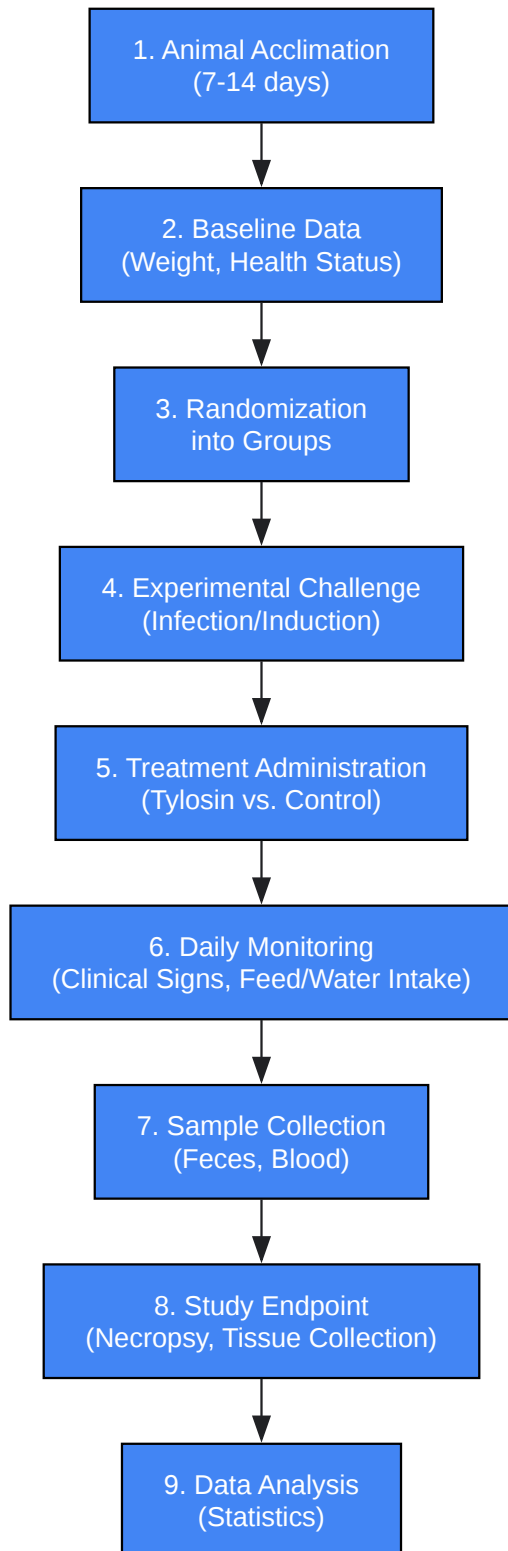 1. Animal Acclimation
(7-14 days)
2. Baseline Data
(Weight, Health Status)
3. Randomization
into Groups
4. Experimental Challenge
(Infection/Induction)
5. Treatment Administration
(Tylosin vs. Control)
6. Daily Monitoring
(Clinical Signs, Feed/Water Intake)
7. Sample Collection
(Feces, Blood)
8. Study Endpoint
(Necropsy, Tissue Collection)
9. Data Analysis
(Statistics)